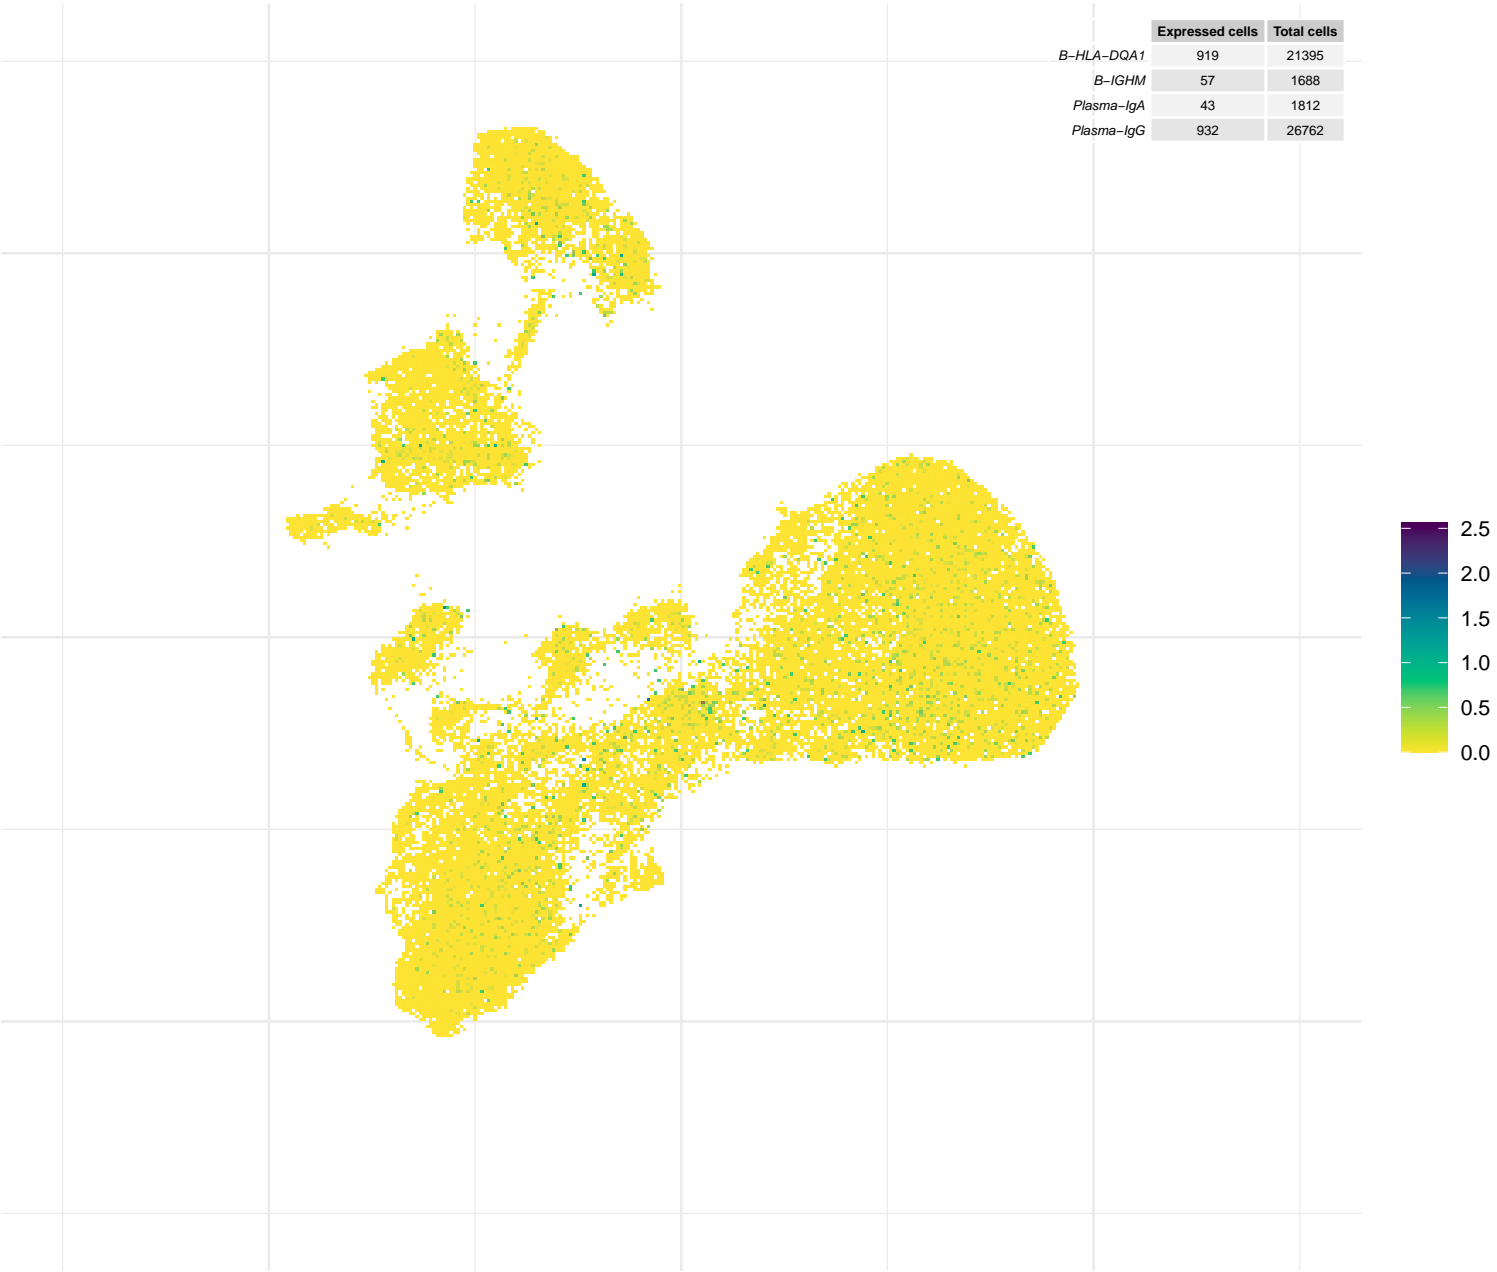 Expressed cells Total cells
B-HLA-DQA1 919 21395
B-IGHM 57 1688
Plasma-IgA 43 1812
Plasma-IgG 932 26762
2.5
2.0
1.5
1.0
0.5
0.0